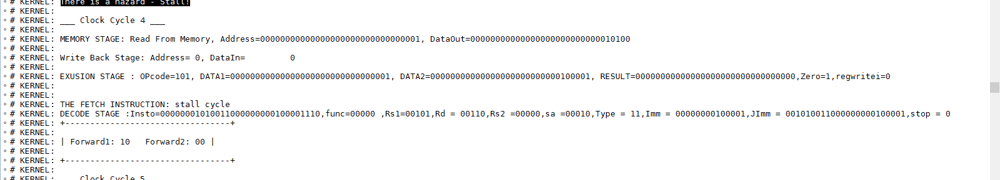 # KERNEL: There is a hazard - Stall!
# KERNEL:
# KERNEL: ___ Clock Cycle 4 ___
# KERNEL:
# KERNEL: MEMORY STAGE: Read From Memory, Address=00000000000000000000000000000001, DataOut=00000000000000000000000000010100
# KERNEL:
# KERNEL: Write Back Stage: Address= 0, DataIn=         0
# KERNEL:
# KERNEL: EXUSION STAGE : OPcode=101, DATA1=00000000000000000000000000000001, DATA2=00000000000000000000000000100001, RESULT=00000000000000000000000000000000,Zero=1,regwritei=0
# KERNEL:
# KERNEL:
# KERNEL: THE FETCH INSTRUCTION: stall cycle
# KERNEL: DECODE STAGE :Insto=00000001010011000000000100001110,func=00000 ,Rs1=00101,Rd = 00110,Rs2 =00000,sa =00010,Type = 11,Imm = 00000000100001,JImm = 001010011000000000100001,stop = 0
# KERNEL: +---------------------------------+
# KERNEL:
# KERNEL: | Forward1: 10   Forward2: 00 |
# KERNEL:
# KERNEL: +---------------------------------+
# KERNEL:
# KERNEL: Clock Cycle 5